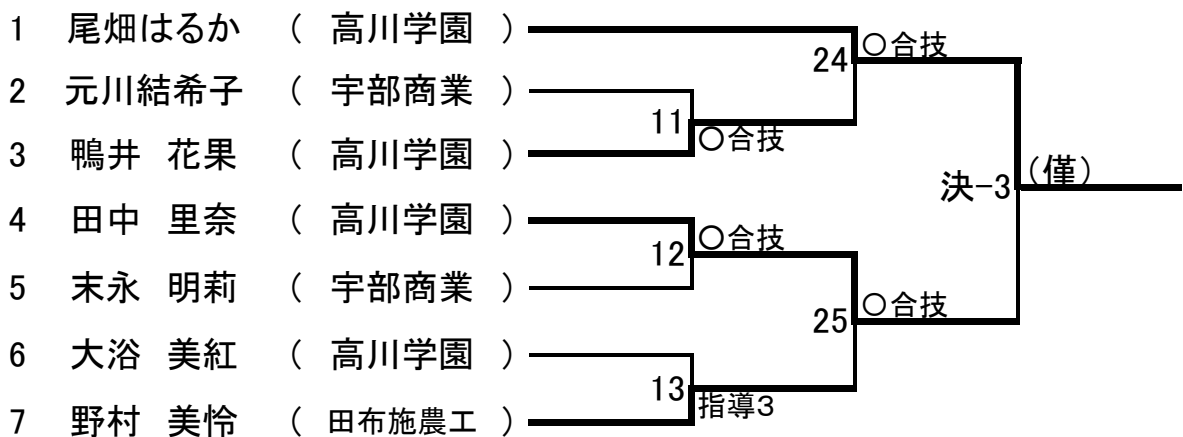 1 尾畑はるか ( 高川学園 )
24 〇合技
2 元川結希子 ( 宇部商業 )
11 〇合技
3 鴨井 花果 ( 高川学園 )
決-3 (僅)
4 田中 里奈 ( 高川学園 )
12 〇合技
5 末永 明莉 ( 宇部商業 )
25 〇合技
6 大浴 美紅 ( 高川学園 )
13 指導3
7 野村 美怜 ( 田布施農工 )